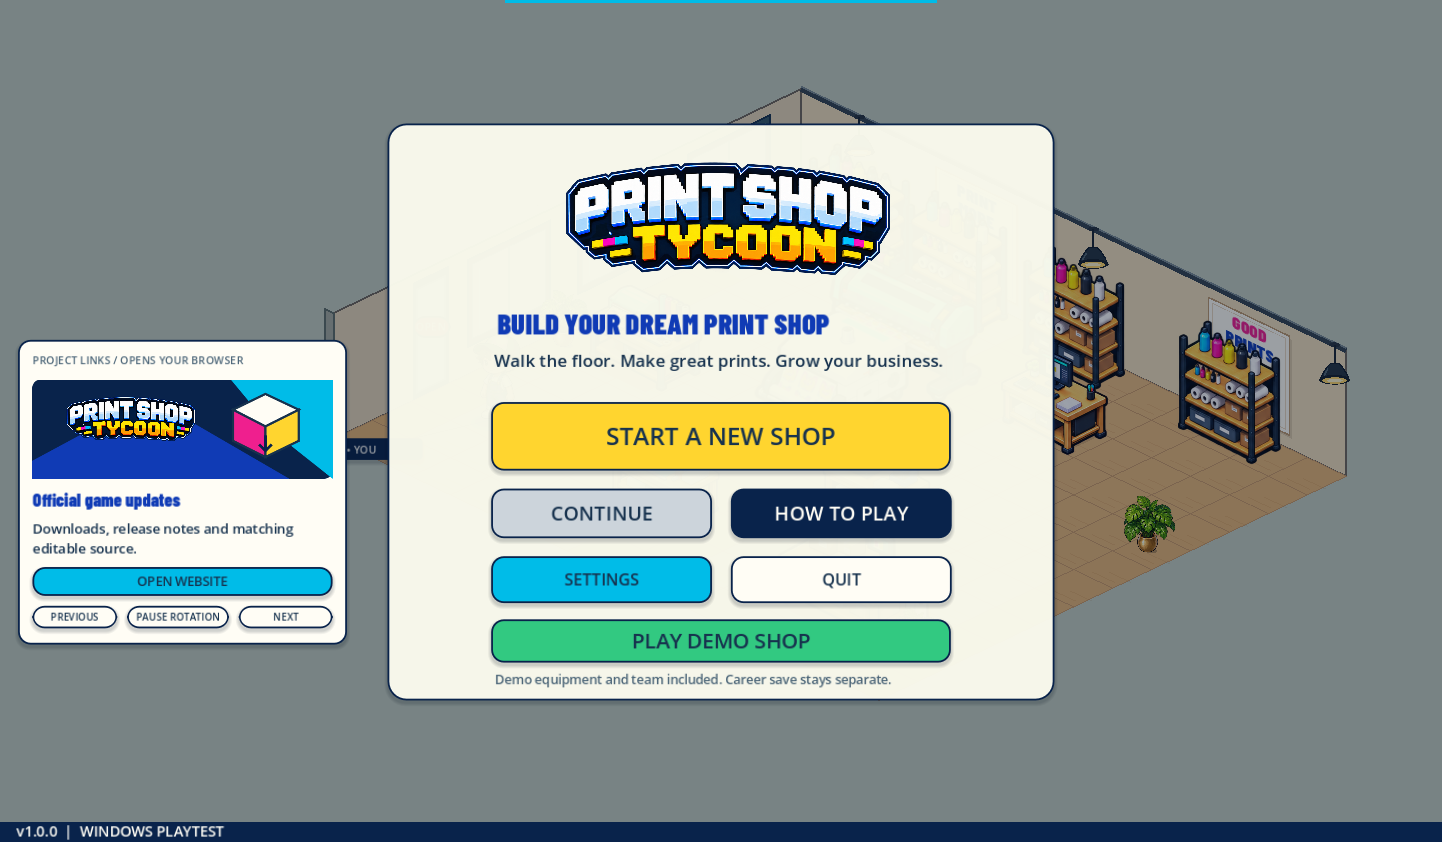 PRINT SHOP
TYCOON
BUILD YOUR DREAM PRINT SHOP
Walk the floor. Make great prints. Grow your business.
START A NEW SHOP
CONTINUE
HOW TO PLAY
SETTINGS
QUIT
PLAY DEMO SHOP
Demo equipment and team included. Career save stays separate.
PROJECT LINKS / OPENS YOUR BROWSER
PRINT SHOP
TYCOON
Official game updates
Downloads, release notes and matching
editable source.
OPEN WEBSITE
PREVIOUS
PAUSE ROTATION
NEXT
• YOU
GOOD
PRINTS
v1.0.0 | WINDOWS PLAYTEST